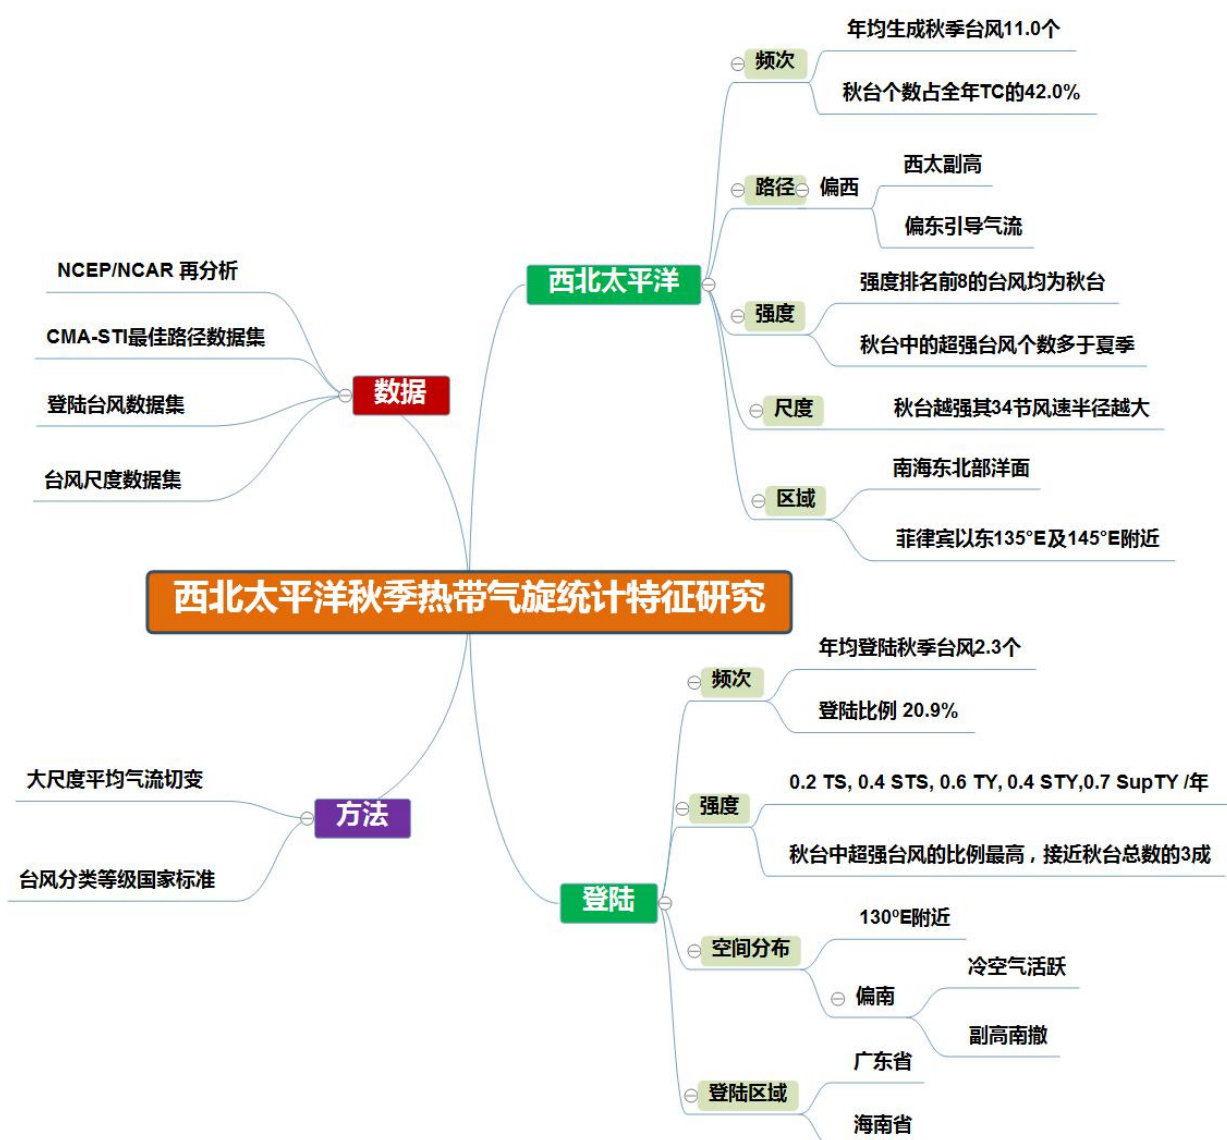 西北太平洋秋季热带气旋统计特征研究
数据
NCEP/NCAR 再分析
CMA-STI最佳路径数据集
登陆台风数据集
台风尺度数据集
方法
大尺度平均气流切变
台风分类等级国家标准
西北太平洋
频次
年均生成秋季台风11.0个
秋台个数占全年TC的42.0%
路径
偏西
西太副高
偏东引导气流
强度
强度排名前8的台风均为秋台
秋台中的超强台风个数多于夏季
尺度
秋台越强其34节风速半径越大
区域
南海东北部洋面
菲律宾以东135°E及145°E附近
登陆
频次
年均登陆秋季台风2.3个
登陆比例 20.9%
强度
0.2 TS, 0.4 STS, 0.6 TY, 0.4 STY,0.7 SupTY /年
秋台中超强台风的比例最高，接近秋台总数的3成
空间分布
130°E附近
偏南
冷空气活跃
副高南撤
登陆区域
广东省
海南省